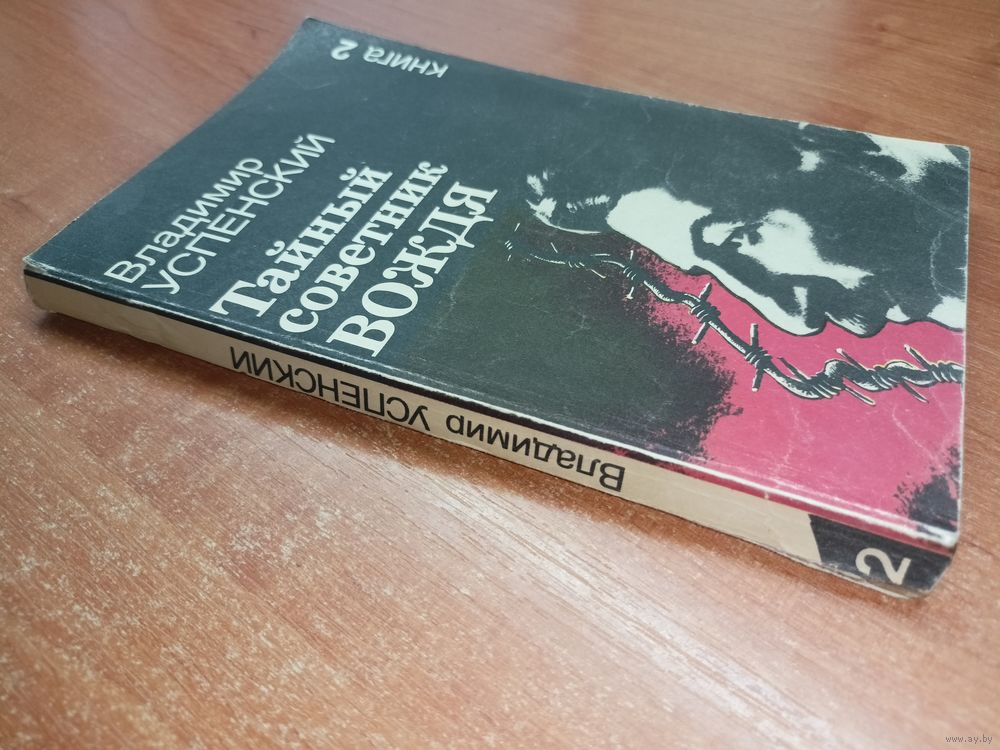 Владимир
УСПЕНСКИЙ
Тайный
советник
ВОЖДЯ
книга 2
Владимир УСПЕНСКИЙ
2
www.ay.by